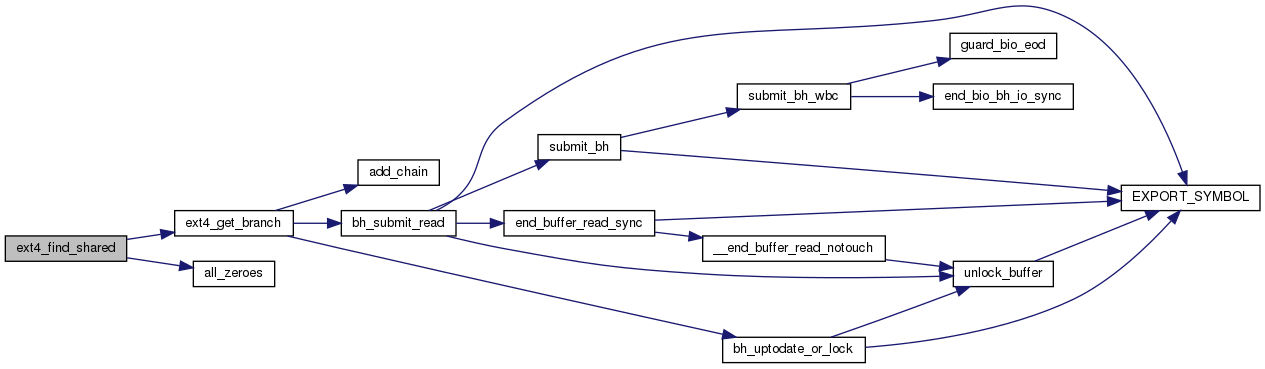 guard_bio_eod
submit_bh_wbc
end_bio_bh_io_sync
submit_bh
add_chain
EXPORT_SYMBOL
ext4_get_branch
bh_submit_read
end_buffer_read_sync
ext4_find_shared
__end_buffer_read_notouch
all_zeroes
unlock_buffer
bh_uptodate_or_lock